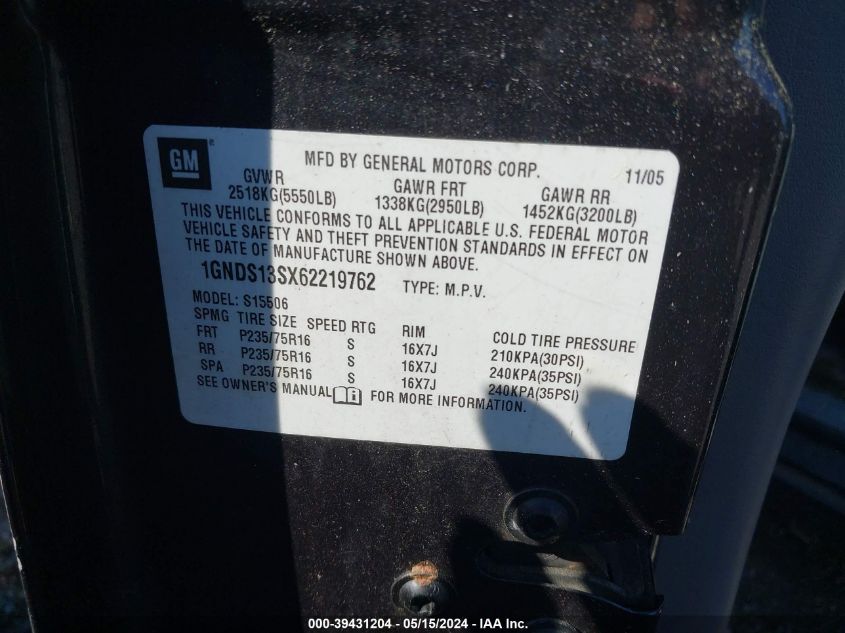 GM
MFD BY GENERAL MOTORS CORP. 11/05
GVWR GAWR FRT GAWR RR
2518KG(5550LB) 1338KG(2950LB) 1452KG(3200LB)
THIS VEHICLE CONFORMS TO ALL APPLICABLE U.S. FEDERAL MOTOR
VEHICLE SAFETY AND THEFT PREVENTION STANDARDS IN EFFECT ON
THE DATE OF MANUFACTURE SHOWN ABOVE.
1GNDS13SX62219762 TYPE: M.P.V.
MODEL: S15506
SPMG TIRE SIZE SPEED RTG RIM COLD TIRE PRESSURE
FRT P235/75R16 S 16X7J 210KPA(30PSI)
RR P235/75R16 S 16X7J 240KPA(35PSI)
SPA P235/75R16 S 16X7J 240KPA(35PSI)
SEE OWNER'S MANUAL FOR MORE INFORMATION.
000-39431204 - 05/15/2024 - IAA Inc.